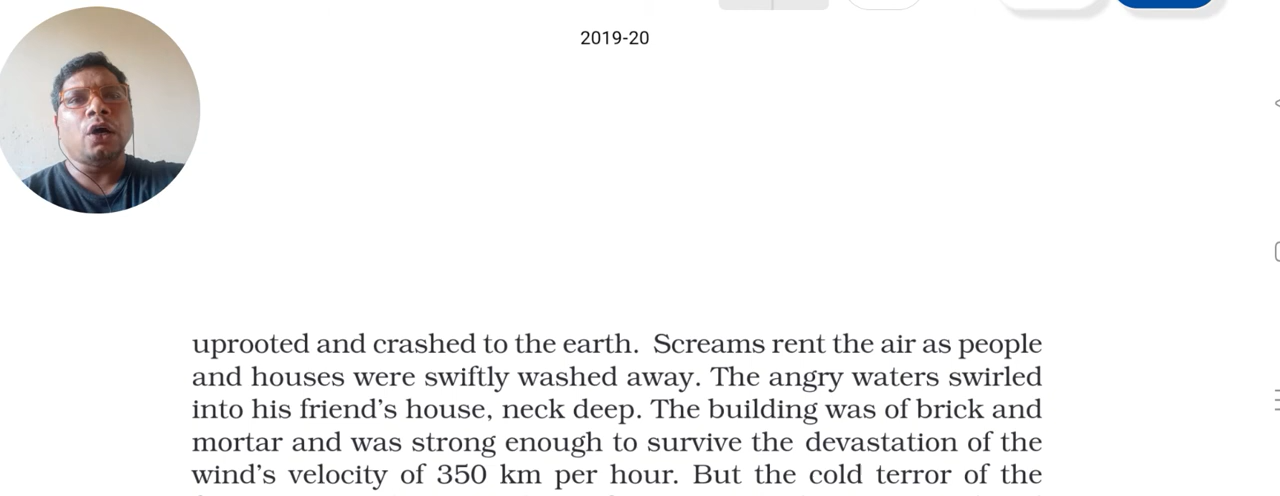 2019-20
uprooted and crashed to the earth. Screams rent the air as people
and houses were swiftly washed away. The angry waters swirled
into his friend’s house, neck deep. The building was of brick and
mortar and was strong enough to survive the devastation of the
wind’s velocity of 350 km per hour. But the cold terror of the